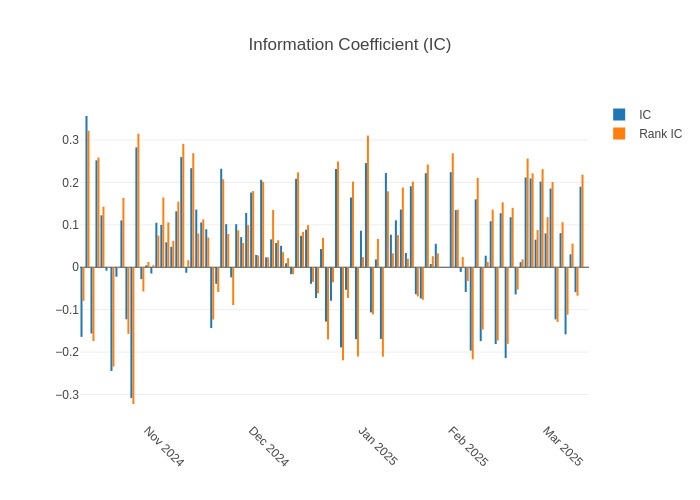 Information Coefficient (IC)
IC
Rank IC
0.3
0.2
0.1
0
−0.1
−0.2
−0.3
Nov 2024
Dec 2024
Jan 2025
Feb 2025
Mar 2025